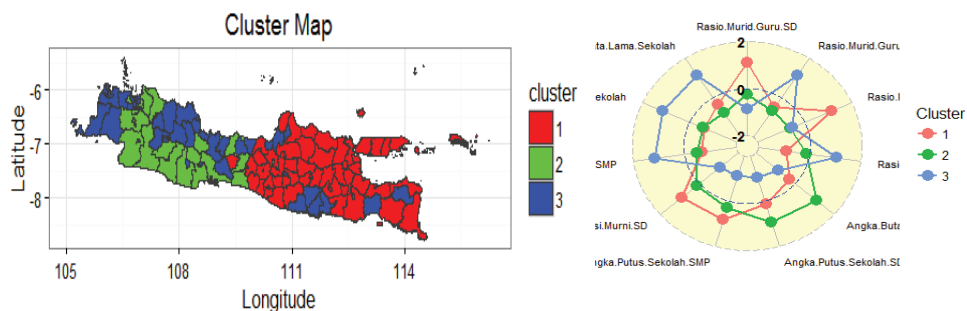 Cluster Map
Latitude
-6
-7
-8
105
108
111
114
Longitude
cluster
1
2
3
Rasio.Murid.Guru.SD
Rasio.Murid.Guru.
Rasio.
Rasi
Angka.Buta
Angka.Putus.Sekolah.SD
ngka.Putus.Sekolah.SMP
si.Murni.SD
.SMP
ekolah
ta.Lama.Sekolah
2
0
-2
Cluster
1
2
3